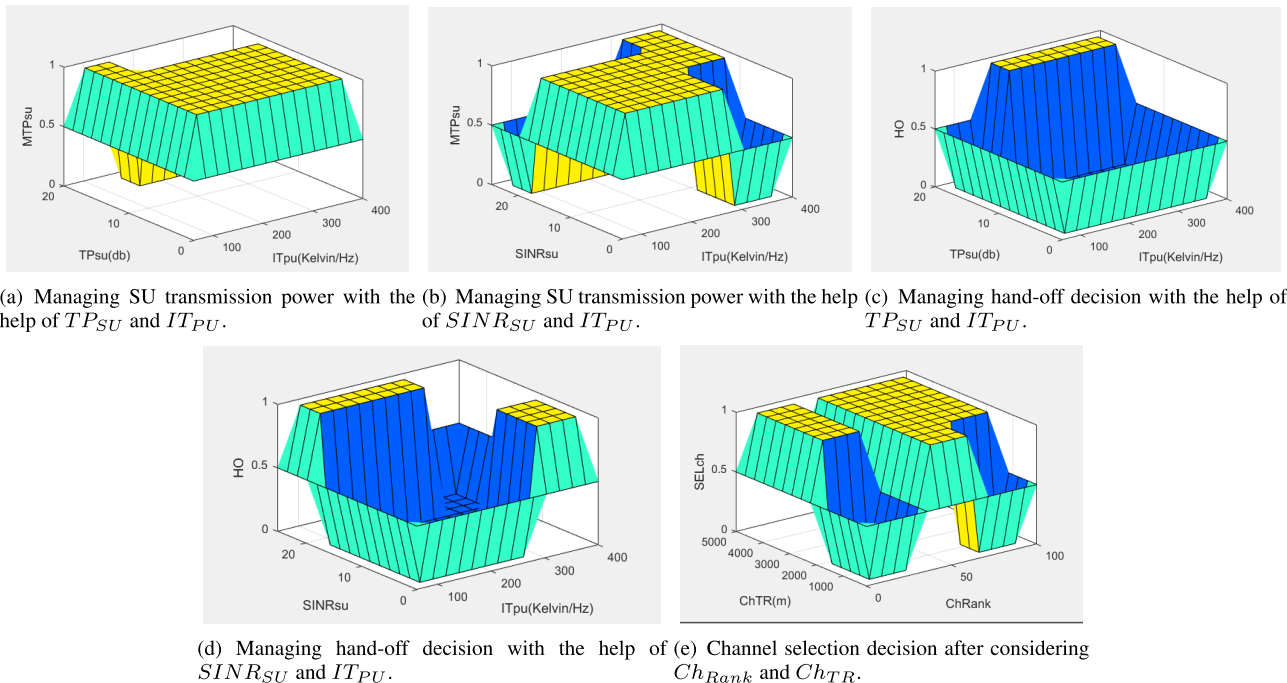 MTPsu
1
0.5
0
20
10
0
TPsu(db)
100
200
300
400
ITpu(Kelvin/Hz)
MTPsu
1
0.5
0
20
10
0
SINRsu
100
200
300
400
ITpu(Kelvin/Hz)
HO
1
0.5
0
20
10
0
TPsu(db)
100
200
300
400
ITpu(Kelvin/Hz)
(a) Managing SU transmission power with the
help of TP_SU and IT_PU.
(b) Managing SU transmission power with the help
of SINR_SU and IT_PU.
(c) Managing hand-off decision with the help of
TP_SU and IT_PU.
HO
1
0.5
0
20
10
0
SINRsu
100
200
300
400
ITpu(Kelvin/Hz)
SELch
1
0.5
0
5000
4000
3000
2000
1000
ChTR(m)
0
50
100
ChRank
(d) Managing hand-off decision with the help of
SINR_SU and IT_PU.
(e) Channel selection decision after considering
Ch_Rank and Ch_TR.